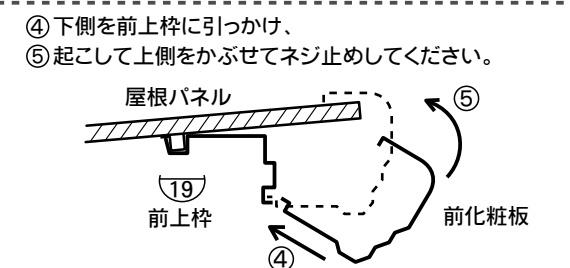 ④下側を前上枠に引っかけ、
⑤起こして上側をかぶせてネジ止めしてください。
屋根パネル
⑤
19
前上枠
前化粧板
④